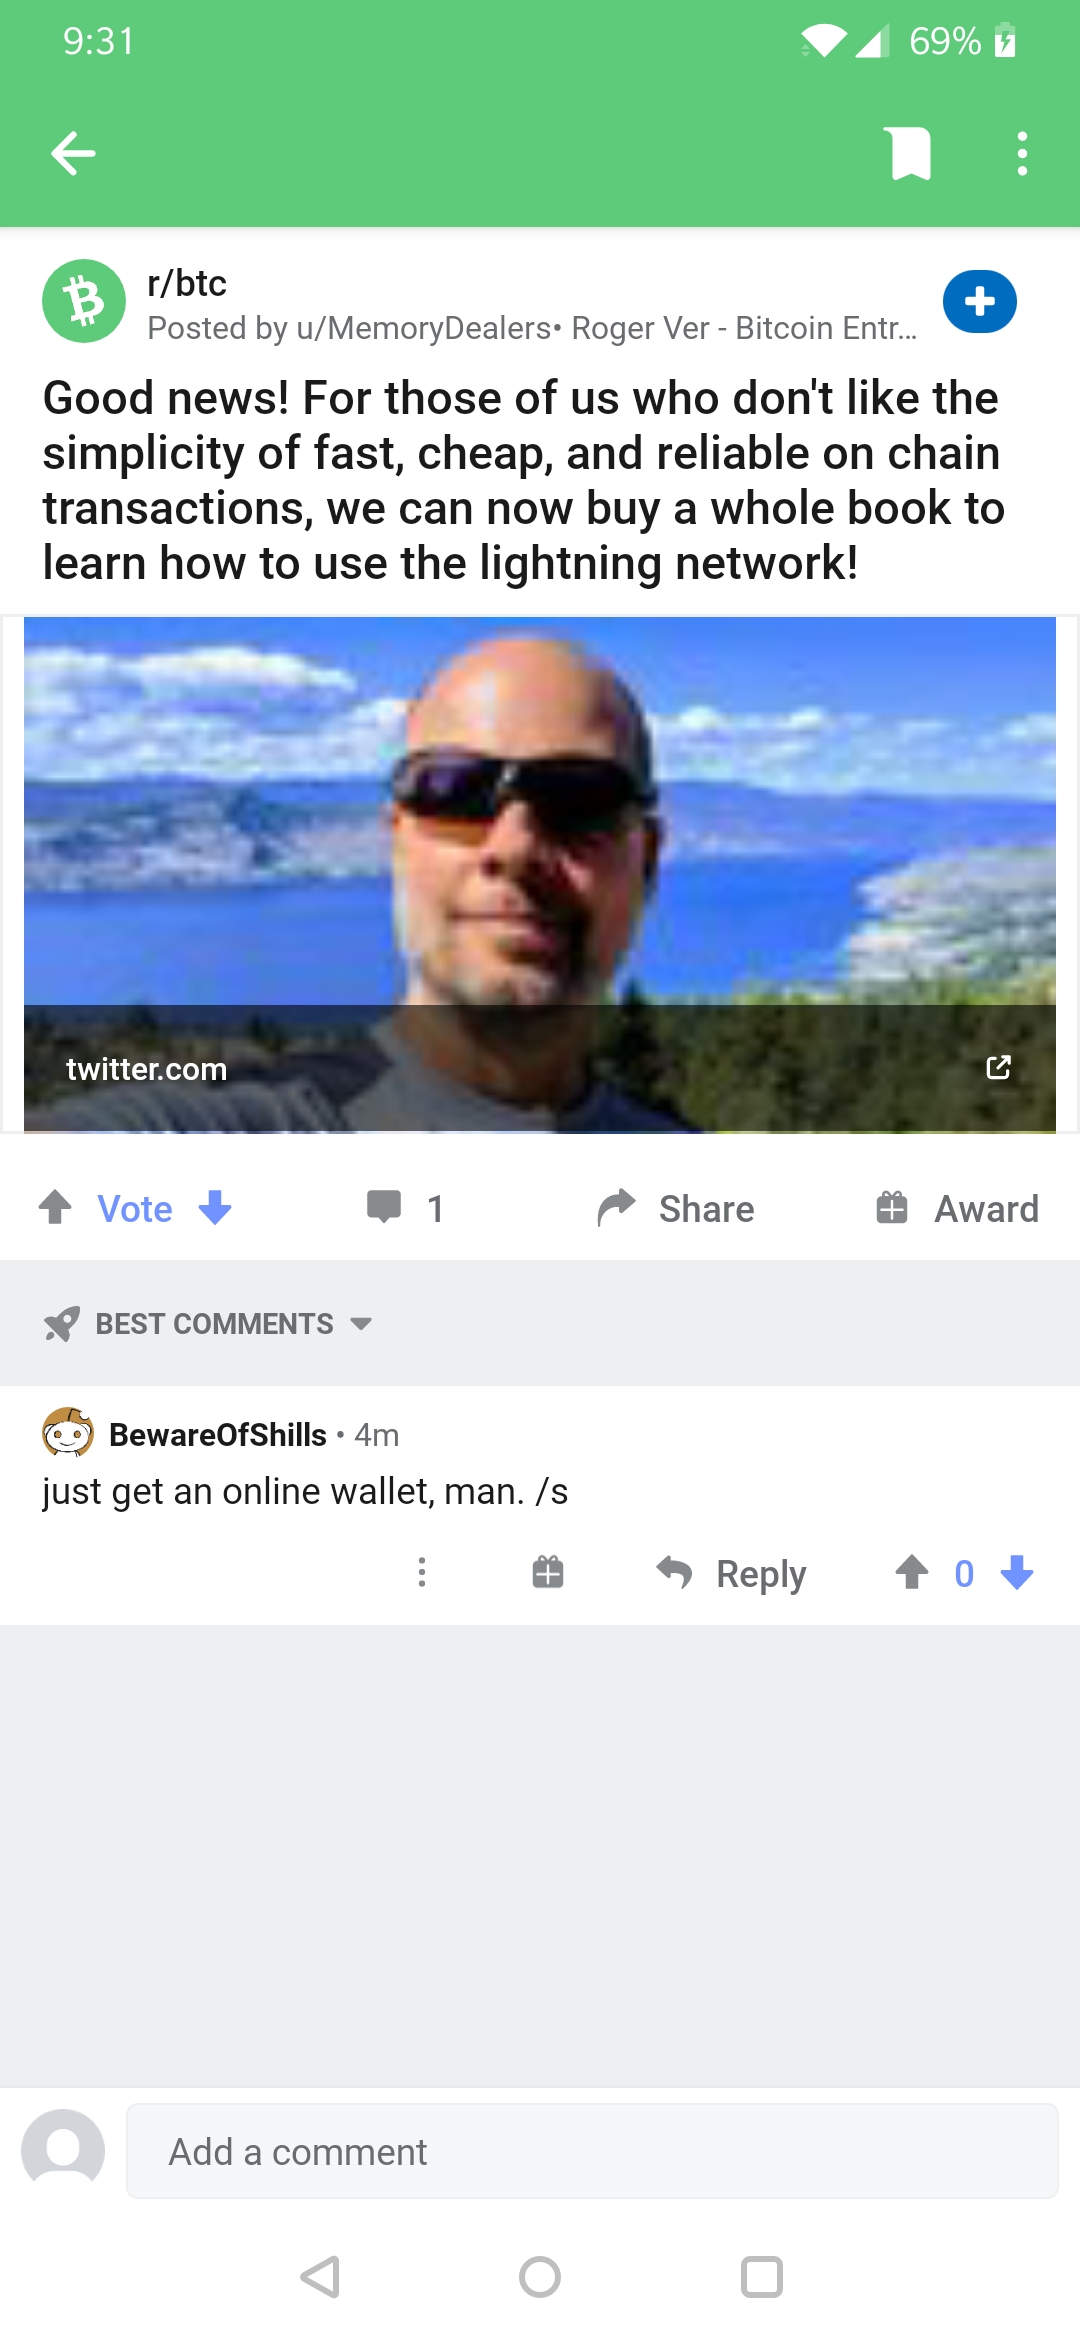 9:31
69%
r/btc
Posted by u/MemoryDealers• Roger Ver - Bitcoin Entr...
Good news! For those of us who don't like the
simplicity of fast, cheap, and reliable on chain
transactions, we can now buy a whole book to
learn how to use the lightning network!
twitter.com
Vote
1
Share
Award
BEST COMMENTS
BewareOfShills • 4m
just get an online wallet, man. /s
Reply
0
Add a comment